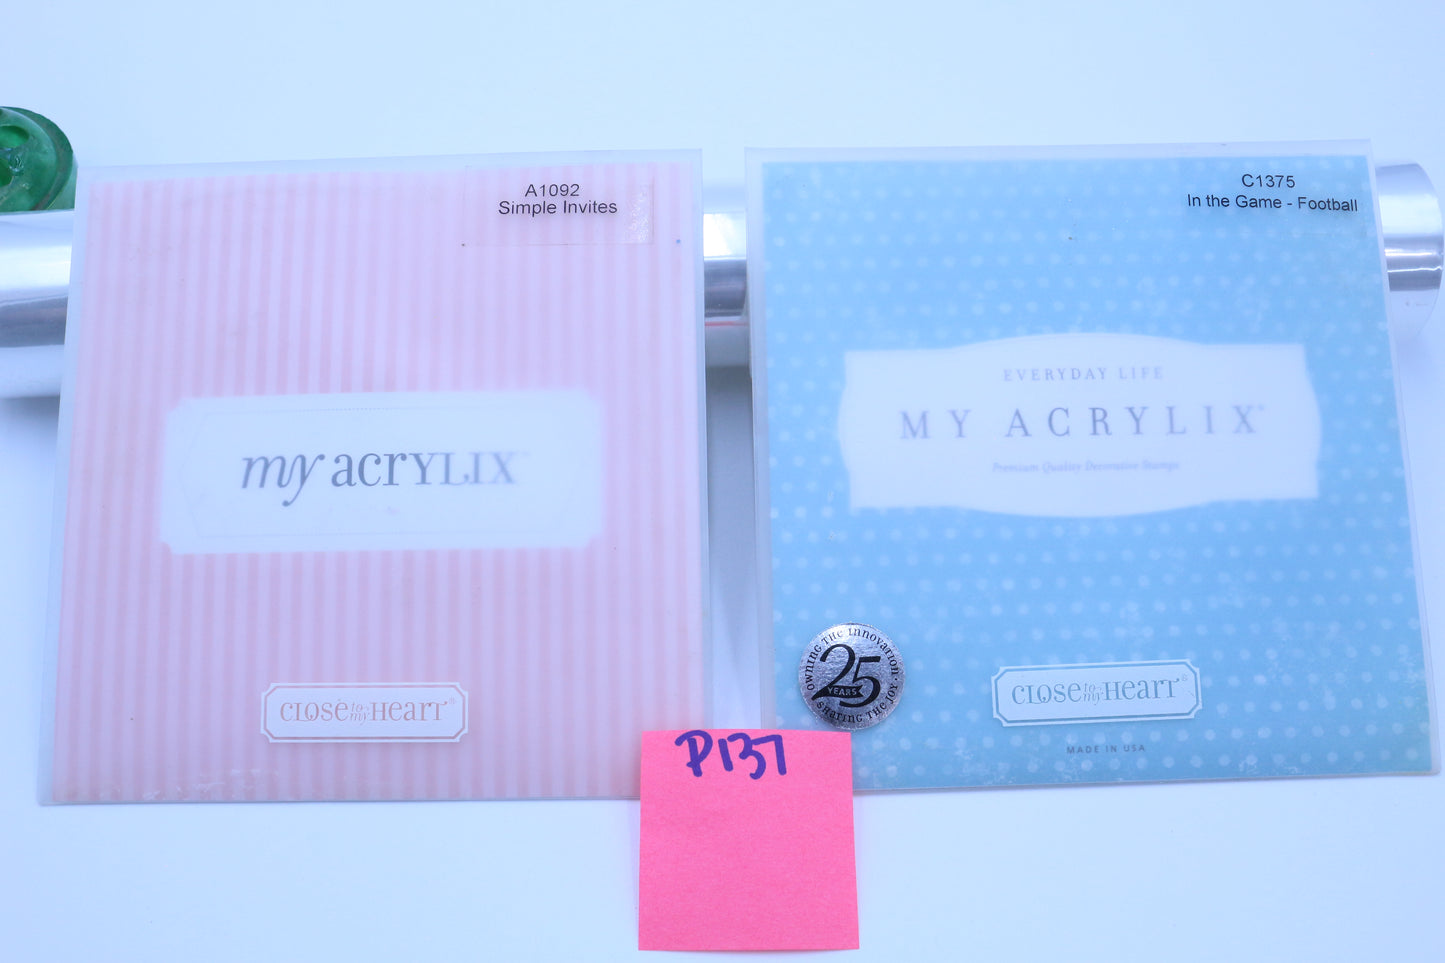 A1092
Simple Invites
my acrylix™
CLOSE to my HEART®
C1375
In the Game - Football
EVERYDAY LIFE
MY ACRYLIX®
Premium Quality Decorative Stamps
OWNING THE INNOVATION.
25
YEARS
SHARING THE JOY.
CLOSE to my HEART®
MADE IN USA
P137